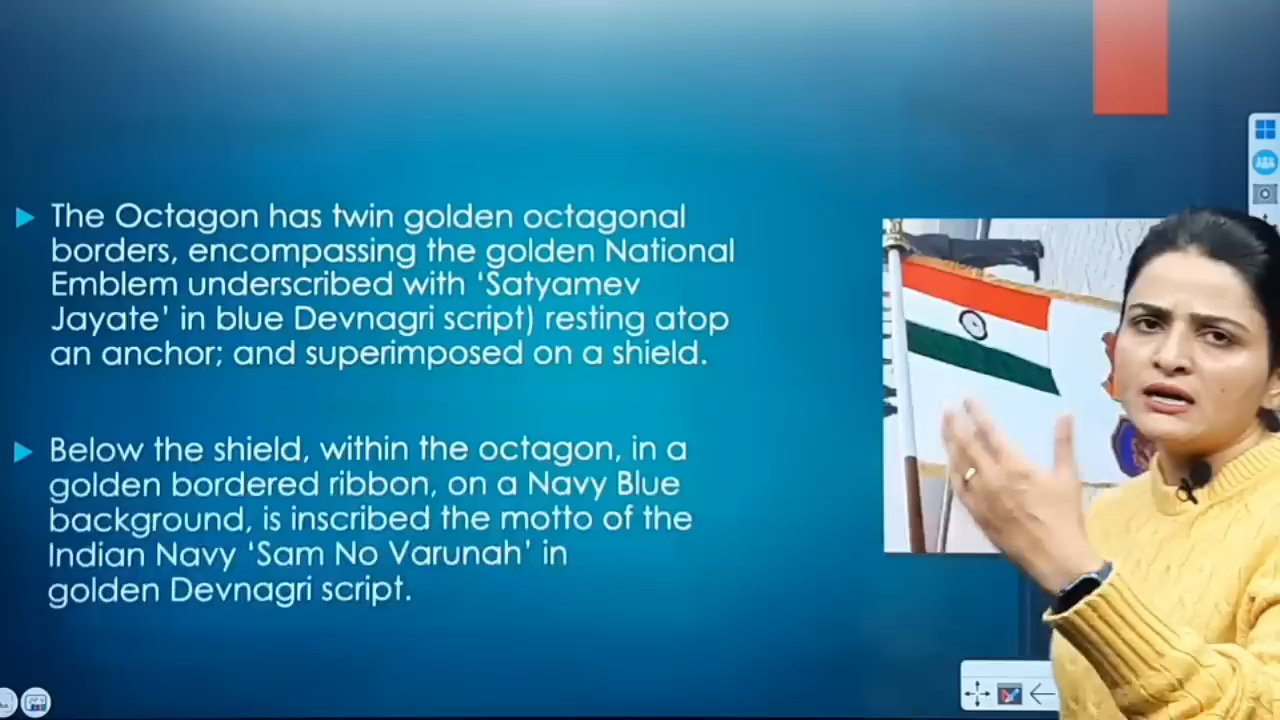 The Octagon has twin golden octagonal
borders, encompassing the golden National
Emblem underscribed with ‘Satyamev
Jayate’ in blue Devnagri script) resting atop
an anchor; and superimposed on a shield.
Below the shield, within the octagon, in a
golden bordered ribbon, on a Navy Blue
background, is inscribed the motto of the
Indian Navy ‘Sam No Varunah’ in
golden Devnagri script.